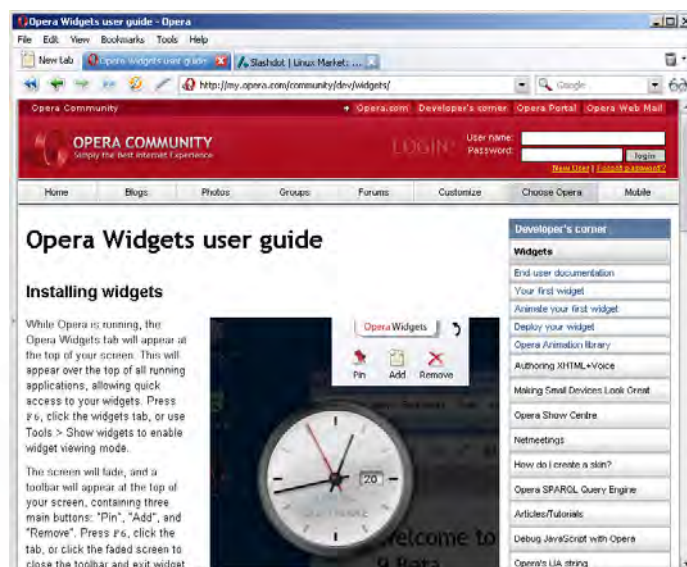 Opera Widgets user guide - Opera
File Edit View Bookmarks Tools Help
New tab Opera Widgets user guide Slashdot | Linux Market: ...
http://my.opera.com/community/dev/widgets/ Google
Opera Community Opera.com Developer's corner Opera Portal Opera Web Mail
OPERA COMMUNITY
Simply the Best Internet Experience
LOGIN:
User name:
Password:
login
New User | Forgot password?
Home Blogs Photos Groups Forums Customize Choose Opera Mobile
Opera Widgets user guide
Installing widgets
While Opera is running, the
Opera Widgets tab will appear at
the top of your screen. This will
appear over the top of all running
applications, allowing quick
access to your widgets. Press
F6, click the widgets tab, or use
Tools > Show widgets to enable
widget viewing mode.
The screen will fade, and a
toolbar will appear at the top of
your screen, containing three
main buttons: "Pin", "Add", and
"Remove". Press F6, click the
tab, or click the faded screen to
close the toolbar and exit widget
Opera Widgets
Pin Add Remove
20
elcome to
9 Beta
Developer's corner
Widgets
End user documentation
Your first widget
Animate your first widget
Deploy your widget
Opera Animation library
Authoring XHTML+Voice
Making Small Devices Look Great
Opera Show Centre
Netmeetings
How do I create a skin?
Opera SPARQL Query Engine
Articles/Tutorials
Debug JavaScript with Opera
Opera's UA string